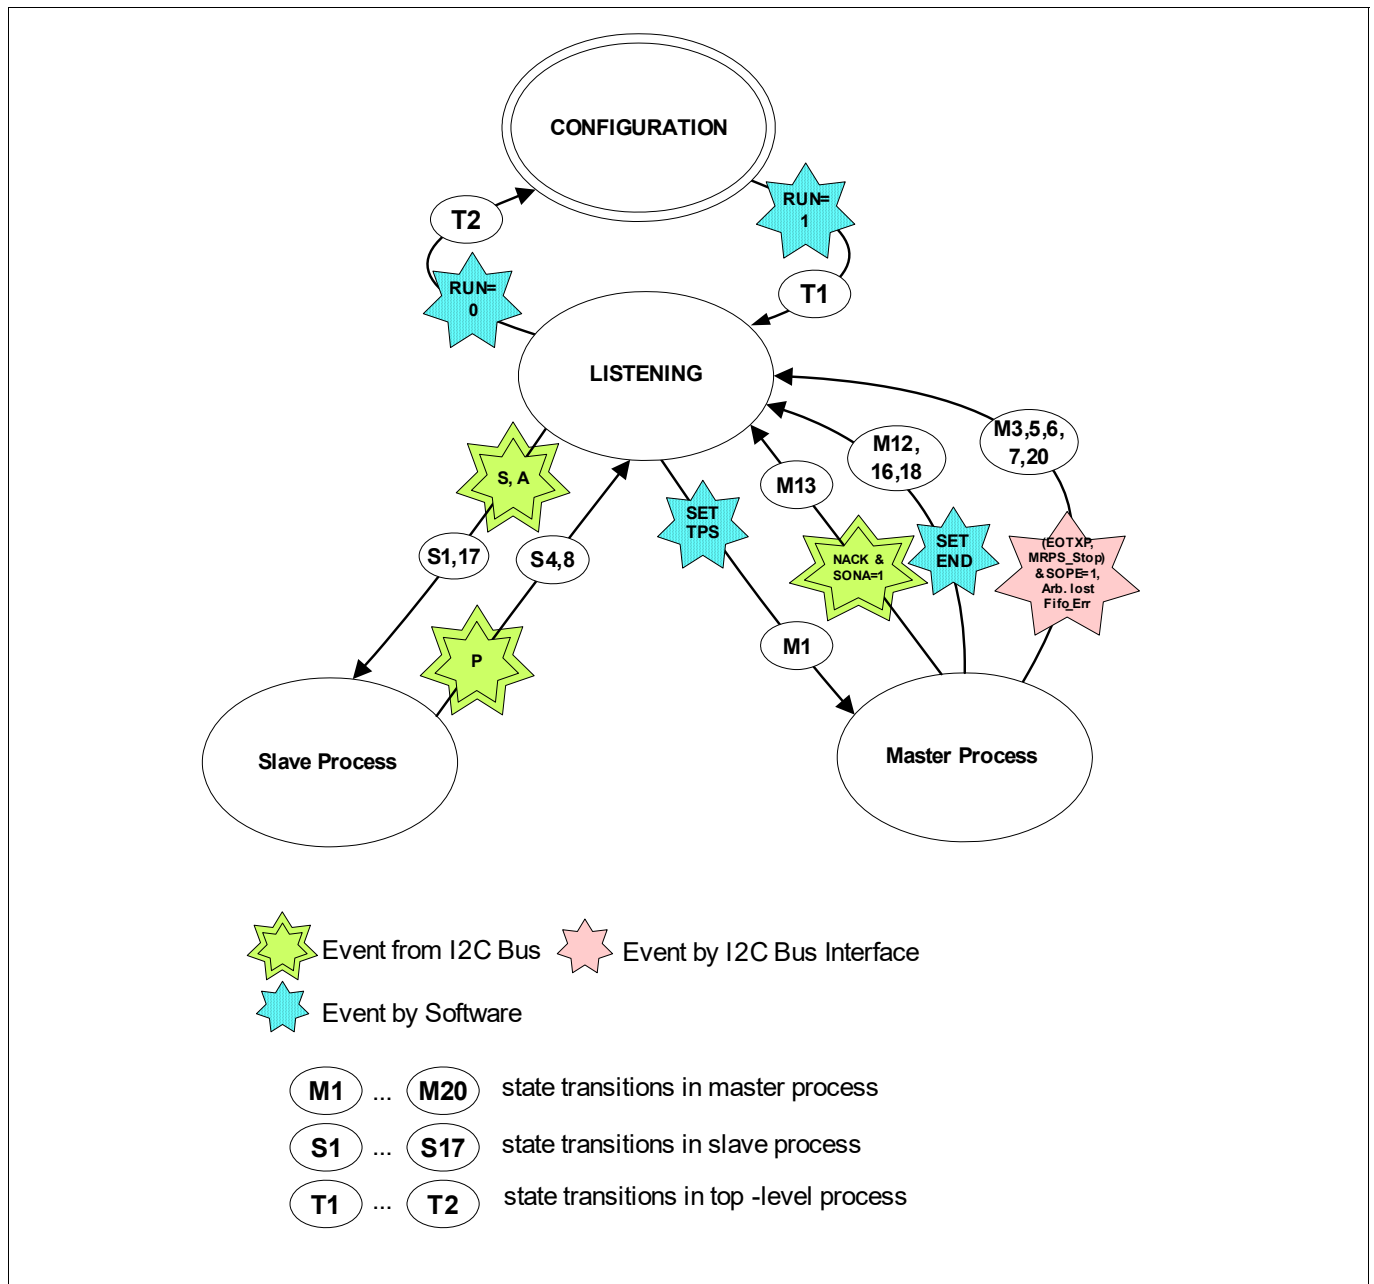 CONFIGURATION
RUN=
1
T2
RUN=
0
T1
LISTENING
M3,5,6,
7,20
M12,
16,18
S, A
M13
SET
TPS
(EOTXP,
MRPS_Stop)
&SOPE=1,
Arb. lost
Fifo_Err
SET
END
NACK &
SONA=1
S1,17
S4,8
M1
P
Slave Process
Master Process
Event from I2C Bus
Event by I2C Bus Interface
Event by Software
M1 ... M20 state transitions in master process
S1 ... S17 state transitions in slave process
T1 ... T2 state transitions in top -level process